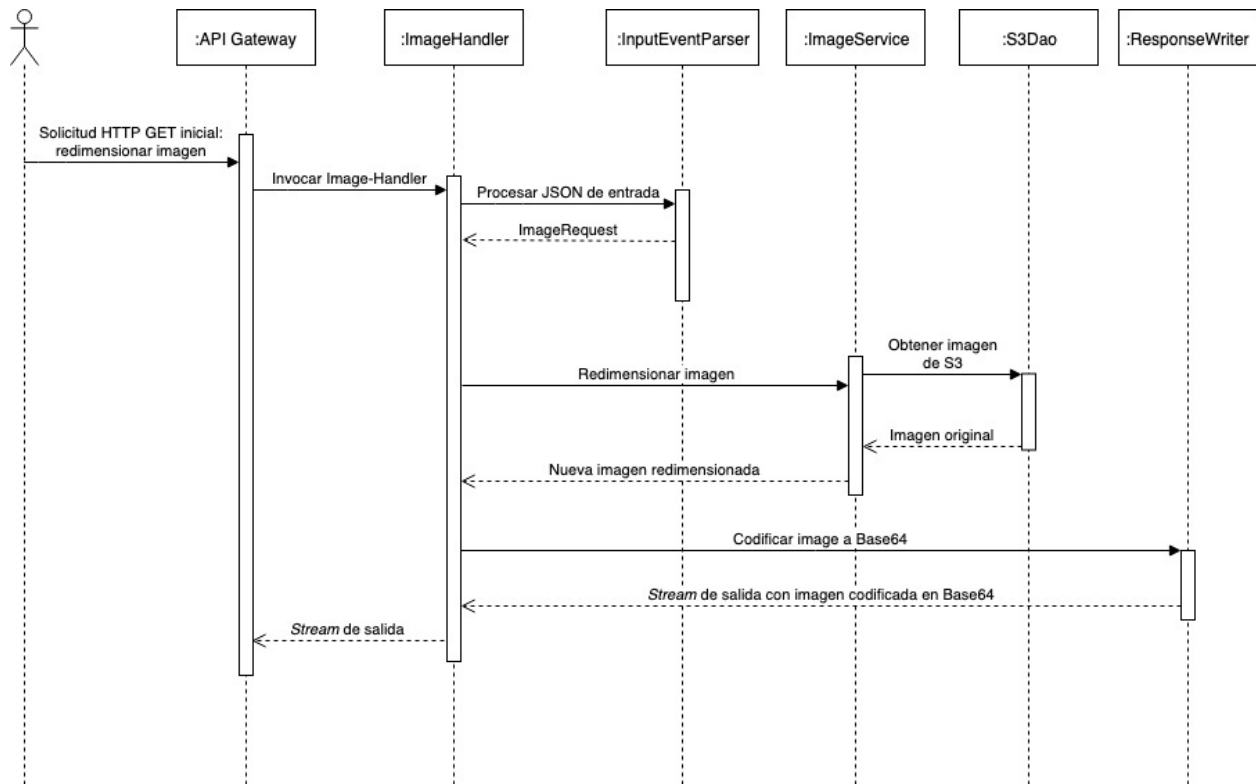 :API Gateway
:ImageHandler
:InputEventParser
:ImageService
:S3Dao
:ResponseWriter
Solicitud HTTP GET inicial:
redimensionar imagen
Invocar Image-Handler
Procesar JSON de entrada
ImageRequest
Obtener imagen
de S3
Redimensionar imagen
Imagen original
Nueva imagen redimensionada
Codificar image a Base64
Stream de salida con imagen codificada en Base64
Stream de salida